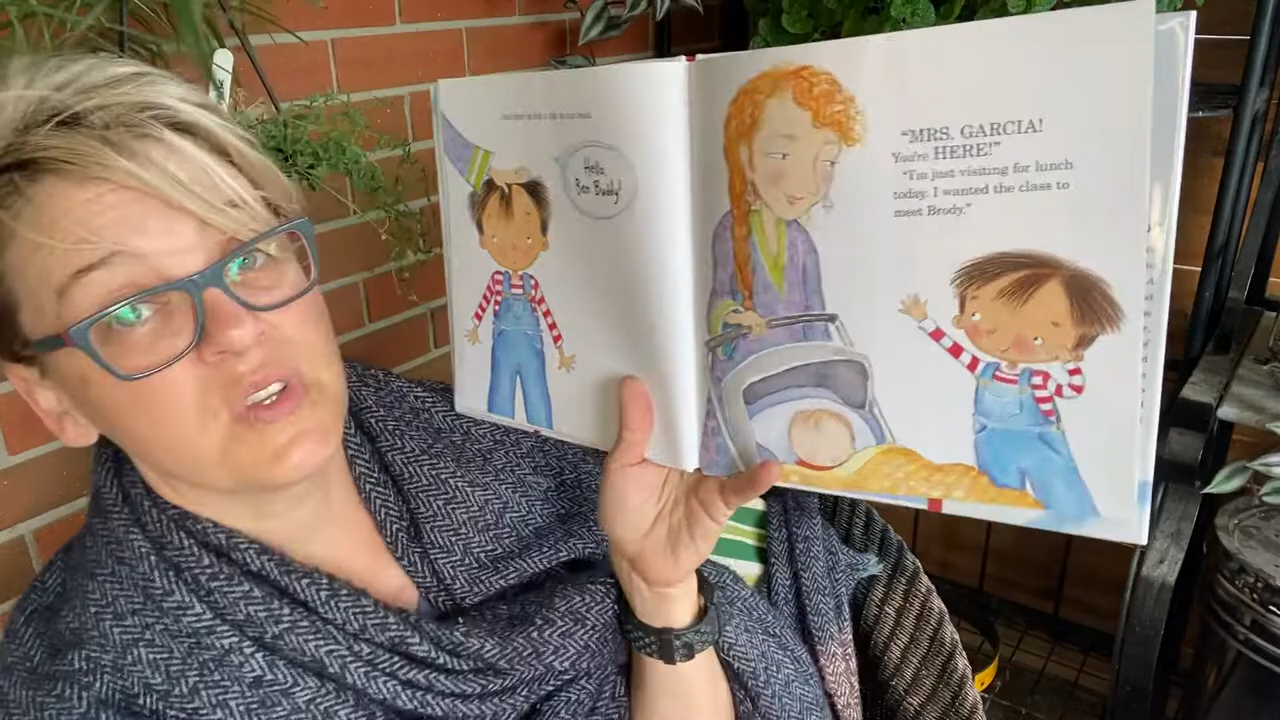 Hello,
Ben Buddy!
"MRS. GARCIA!
You're HERE!"
"I'm just visiting for lunch
today. I wanted the class to
meet Brody."